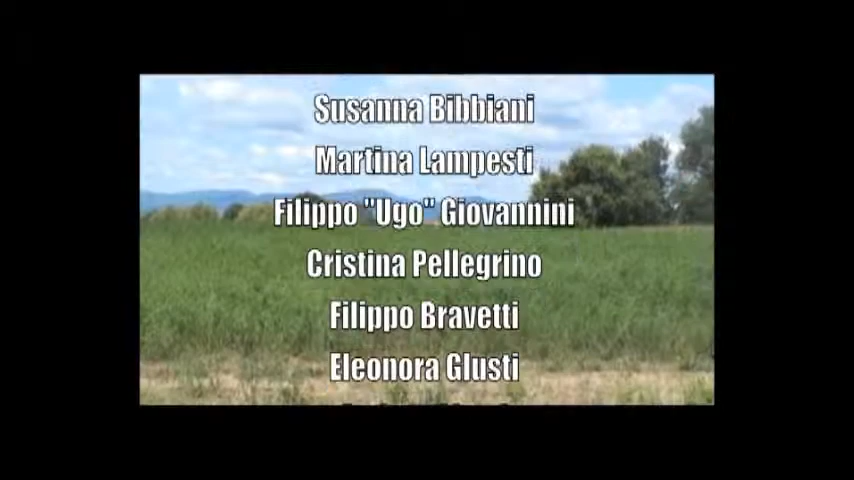 Susanna Bibbiani
Martina Lampesti
Filippo "Ugo" Giovannini
Cristina Pellegrino
Filippo Bravetti
Eleonora GIusti